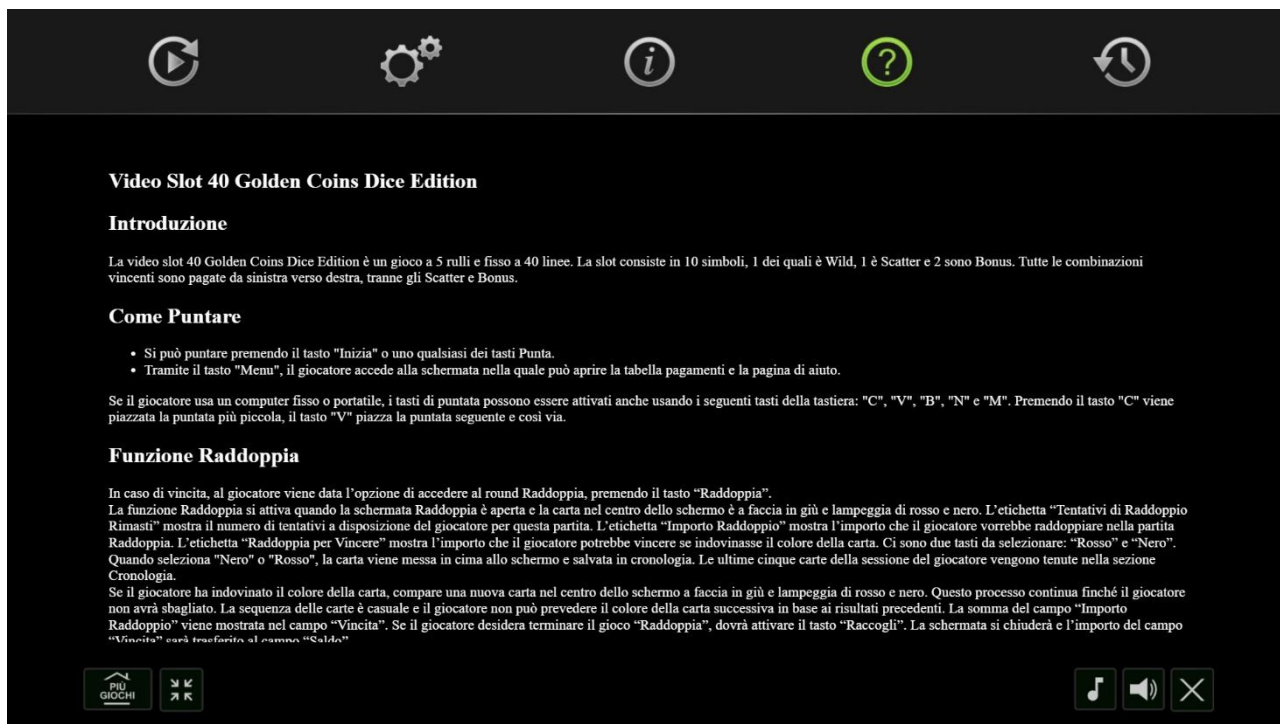 Video Slot 40 Golden Coins Dice Edition
Introduzione
La video slot 40 Golden Coins Dice Edition è un gioco a 5 rulli e fisso a 40 linee. La slot consiste in 10 simboli, 1 dei quali è Wild, 1 è Scatter e 2 sono Bonus. Tutte le combinazioni
vincenti sono pagate da sinistra verso destra, tranne gli Scatter e Bonus.
Come Puntare
• Si può puntare premendo il tasto "Inizia" o uno qualsiasi dei tasti Punta.
• Tramite il tasto "Menu", il giocatore accede alla schermata nella quale può aprire la tabella pagamenti e la pagina di aiuto.
Se il giocatore usa un computer fisso o portatile, i tasti di puntata possono essere attivati anche usando i seguenti tasti della tastiera: "C", "V", "B", "N" e "M". Premendo il tasto "C" viene
piazzata la puntata più piccola, il tasto "V" piazza la puntata seguente e così via.
Funzione Raddoppia
In caso di vincita, al giocatore viene data l’opzione di accedere al round Raddoppia, premendo il tasto “Raddoppia”.
La funzione Raddoppia si attiva quando la schermata Raddoppia è aperta e la carta nel centro dello schermo è a faccia in giù e lampeggia di rosso e nero. L’etichetta “Tentativi di Raddoppio
Rimasti” mostra il numero di tentativi a disposizione del giocatore per questa partita. L’etichetta “Importo Raddoppio” mostra l’importo che il giocatore vorrebbe raddoppiare nella partita
Raddoppia. L’etichetta “Raddoppia per Vincere” mostra l’importo che il giocatore potrebbe vincere se indovinasse il colore della carta. Ci sono due tasti da selezionare: “Rosso” e “Nero”.
Quando seleziona "Nero" o "Rosso", la carta viene messa in cima allo schermo e salvata in cronologia. Le ultime cinque carte della sessione del giocatore vengono tenute nella sezione
Cronologia.
Se il giocatore ha indovinato il colore della carta, compare una nuova carta nel centro dello schermo a faccia in giù e lampeggia di rosso e nero. Questo processo continua finché il giocatore
non avrà sbagliato. La sequenza delle carte è casuale e il giocatore non può prevedere il colore della carta successiva in base ai risultati precedenti. La somma del campo “Importo
Raddoppio” viene mostrata nel campo “Vincita”. Se il giocatore desidera terminare il gioco “Raddoppia”, dovrà attivare il tasto “Raccogli”. La schermata si chiuderà e l’importo del campo
“Vincita” sarà trasferito al campo “Saldo”
PIÙ
GIOCHI